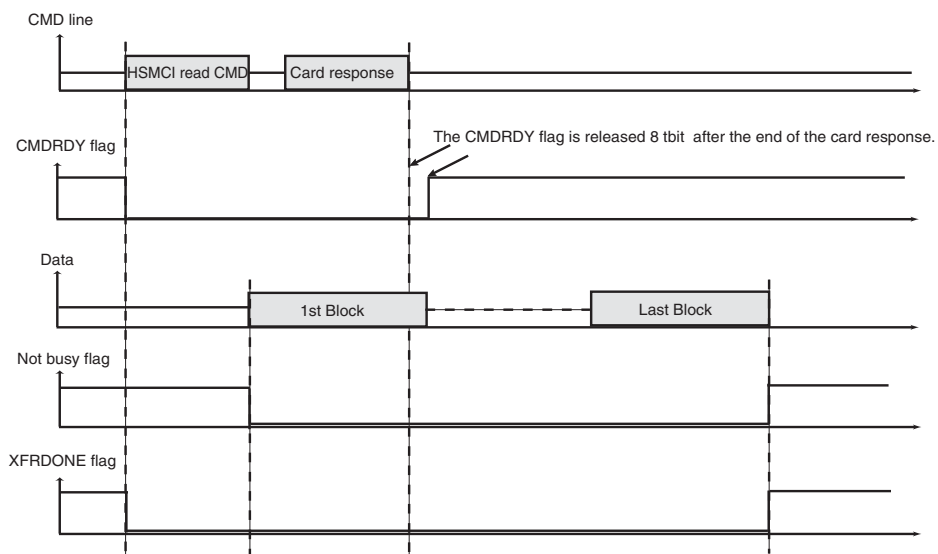 CMD line
HSMCI read CMD
Card response
The CMDRDY flag is released 8 tbit after the end of the card response.
CMDRDY flag
Data
1st Block
Last Block
Not busy flag
XFRDONE flag